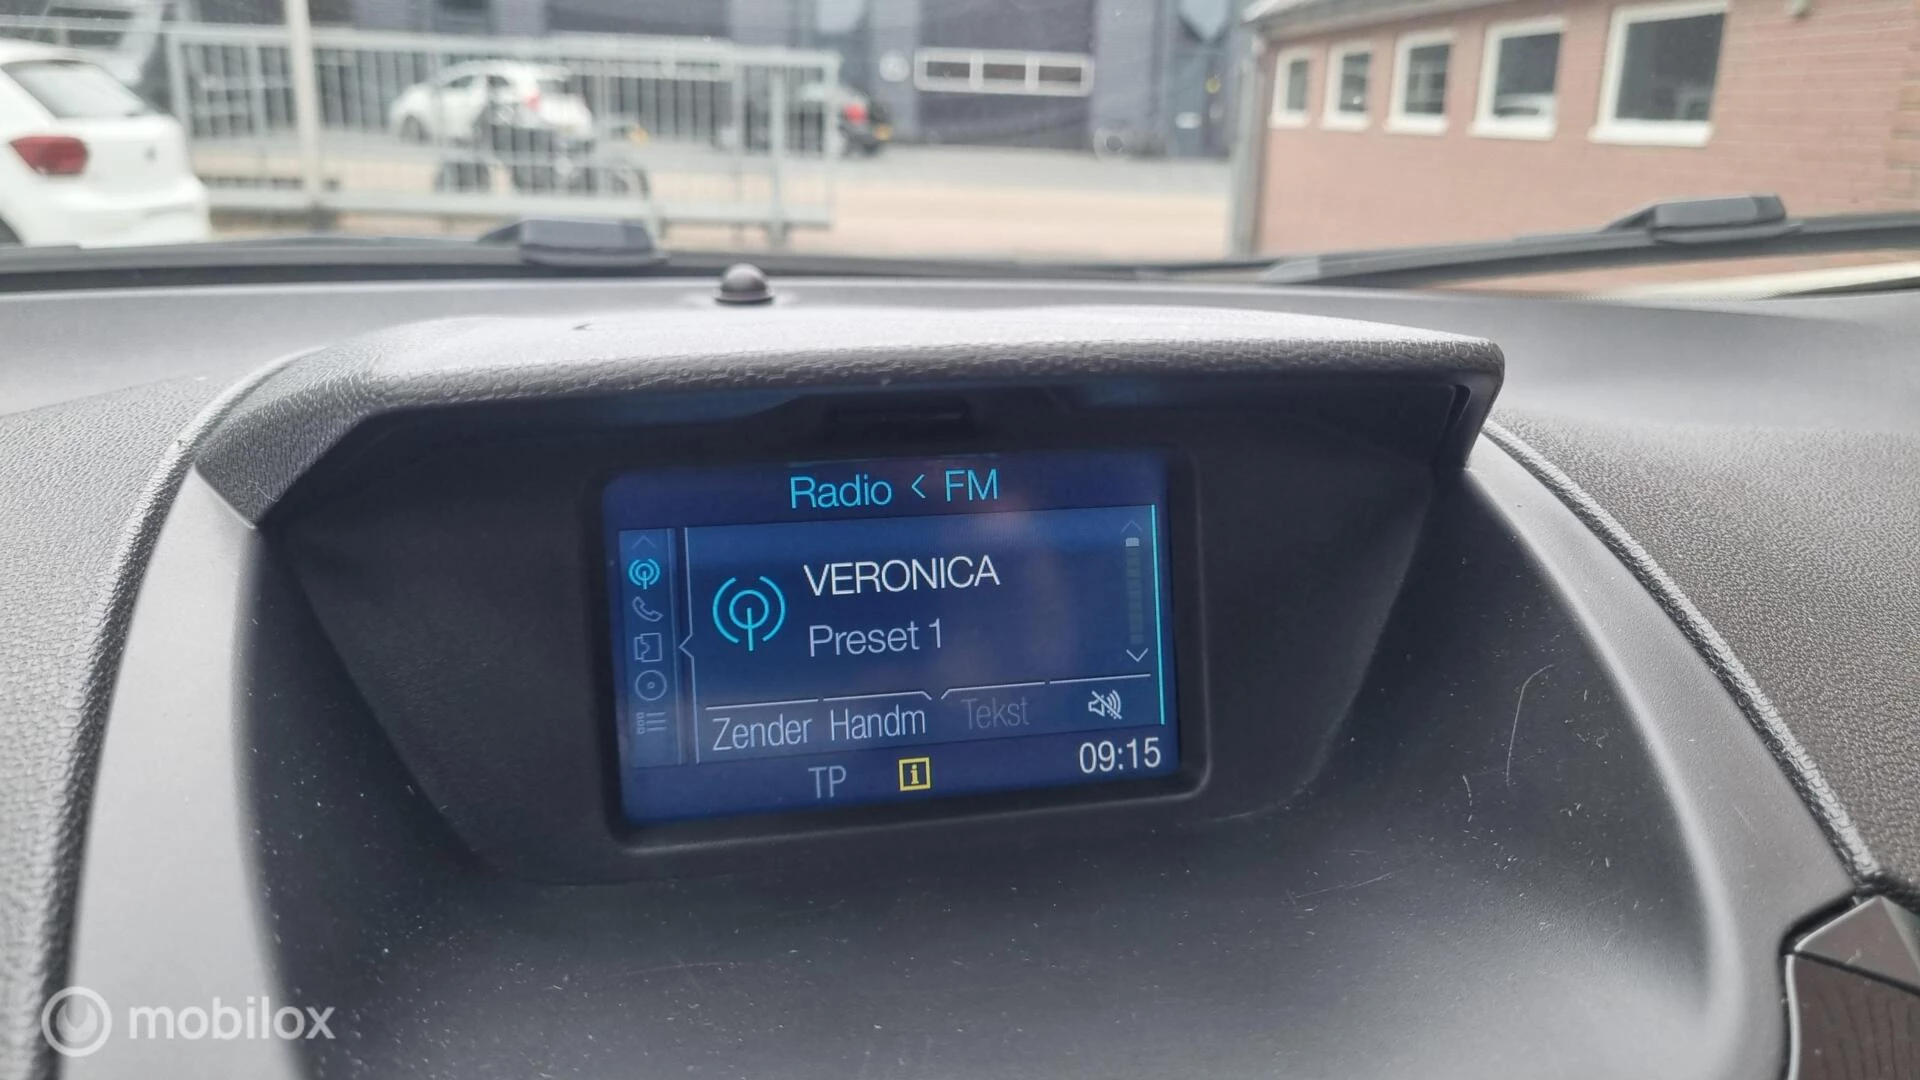 Radio < FM
VERONICA
Preset 1
Zender Handm Tekst
TP i 09:15
mobilox